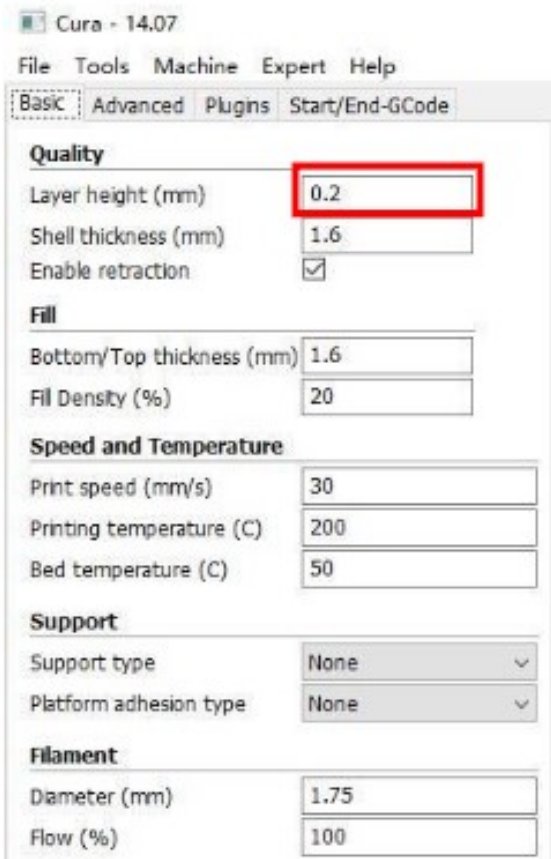 Cura - 14.07
File Tools Machine Expert Help
Basic Advanced Plugins Start/End-GCode
Quality
Layer height (mm) 0.2
Shell thickness (mm) 1.6
Enable retraction
Fill
Bottom/Top thickness (mm) 1.6
Fill Density (%) 20
Speed and Temperature
Print speed (mm/s) 30
Printing temperature (C) 200
Bed temperature (C) 50
Support
Support type None
Platform adhesion type None
Filament
Diameter (mm) 1.75
Flow (%) 100